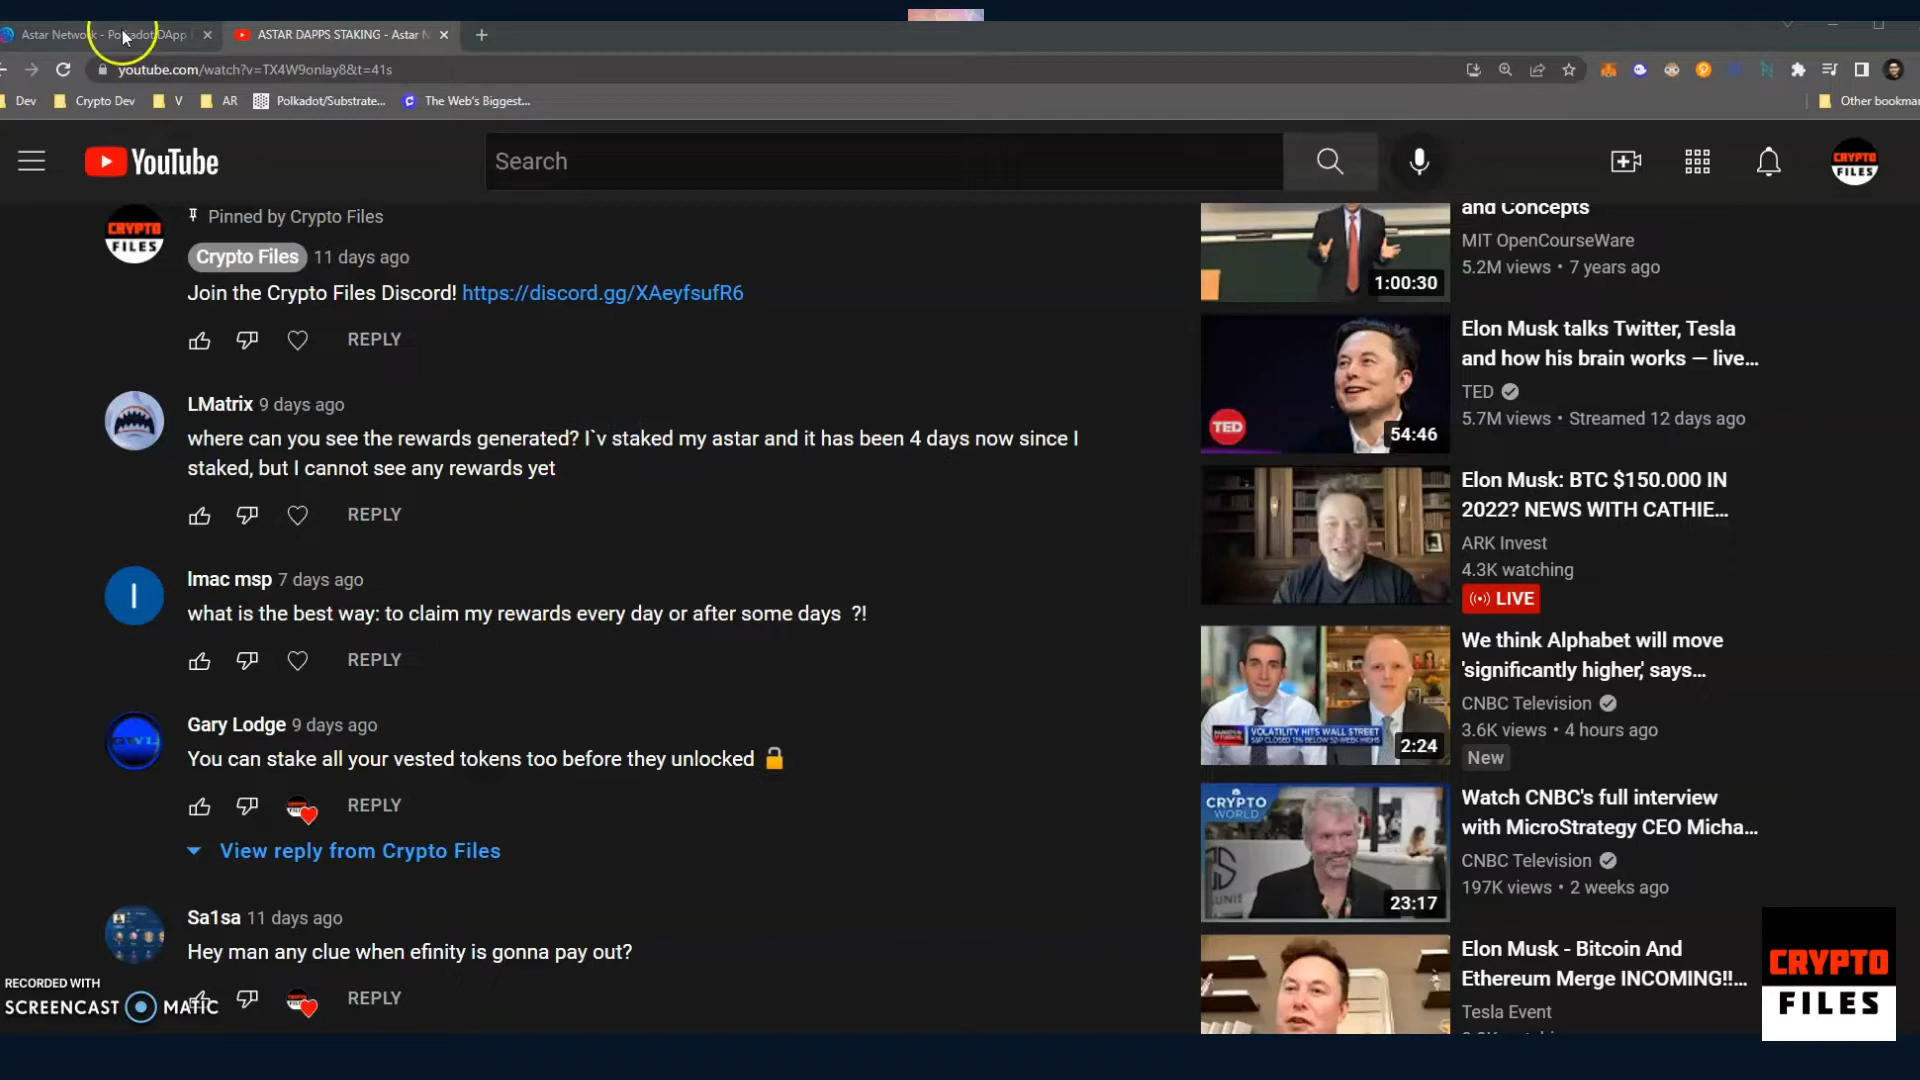 Astar Network - Polkadot DApp
ASTAR DAPPS STAKING - Astar N
youtube.com/watch?v=TX4W9onlay8&t=41s
Dev
Crypto Dev
V
AR
Polkadot/Substrate...
The Web's Biggest...
Other bookmar
YouTube
Search
CRYPTO
FILES
CRYPTO
FILES
Pinned by Crypto Files
Crypto Files 11 days ago
Join the Crypto Files Discord! https://discord.gg/XAeyfsufR6
REPLY
LMatrix 9 days ago
where can you see the rewards generated? I`v staked my astar and it has been 4 days now since I
staked, but I cannot see any rewards yet
REPLY
I
Imac msp 7 days ago
what is the best way: to claim my rewards every day or after some days ?!
REPLY
Gary Lodge 9 days ago
You can stake all your vested tokens too before they unlocked 🔓
REPLY
View reply from Crypto Files
Sa1sa 11 days ago
Hey man any clue when efinity is gonna pay out?
REPLY
RECORDED WITH
SCREENCAST MATIC
1:00:30
and Concepts
MIT OpenCourseWare
5.2M views • 7 years ago
TED
54:46
Elon Musk talks Twitter, Tesla
and how his brain works — live...
TED
5.7M views • Streamed 12 days ago
Elon Musk: BTC $150.000 IN
2022? NEWS WITH CATHIE...
ARK Invest
4.3K watching
LIVE
VOLATILITY HITS WALL STREET
2:24
We think Alphabet will move
'significantly higher,' says...
CNBC Television
3.6K views • 4 hours ago
New
CRYPTO
WORLD
23:17
Watch CNBC's full interview
with MicroStrategy CEO Micha...
CNBC Television
197K views • 2 weeks ago
Elon Musk - Bitcoin And
Ethereum Merge INCOMING!!...
Tesla Event
CRYPTO
FILES